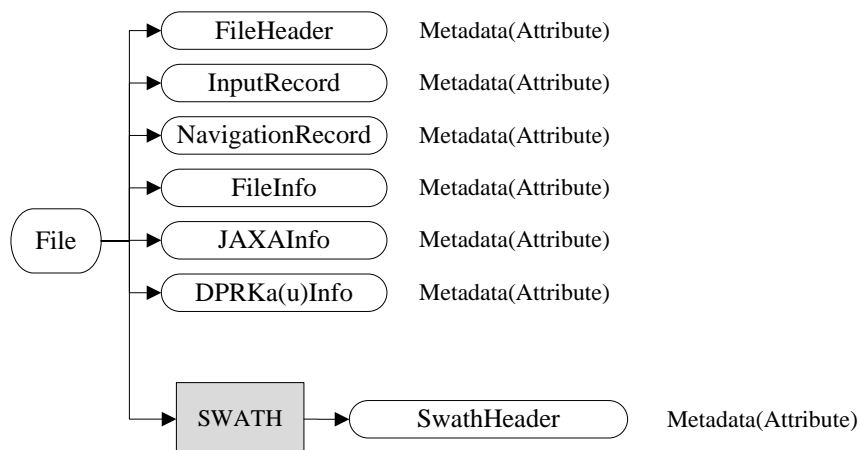 FileHeader Metadata(Attribute)
InputRecord Metadata(Attribute)
NavigationRecord Metadata(Attribute)
FileInfo Metadata(Attribute)
File JAXAInfo Metadata(Attribute)
DPRKa(u)Info Metadata(Attribute)
SWATH SwathHeader Metadata(Attribute)